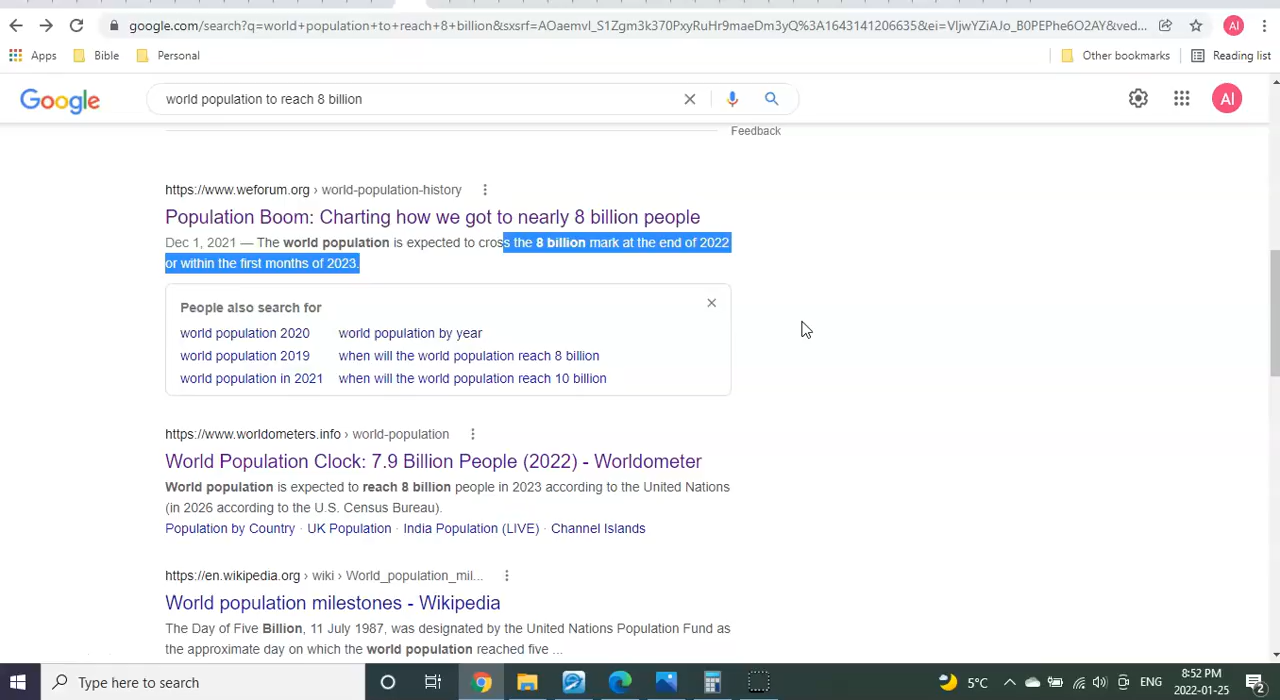 google.com/search?q=world+population+to+reach+8+billion&sxsrf=AOaemvI_S1Zgm3k370PxyRuHr9maeDm3yQ%3A1643141206635&ei=VljwYZiAJo_B0PEPhe6O2AY&ved...
AI
Apps
Bible
Personal
Other bookmarks
Reading list
Google
world population to reach 8 billion
AI
Feedback
https://www.weforum.org › world-population-history
Population Boom: Charting how we got to nearly 8 billion people
Dec 1, 2021 — The world population is expected to cross the 8 billion mark at the end of 2022
or within the first months of 2023.
People also search for
world population 2020 world population by year
world population 2019 when will the world population reach 8 billion
world population in 2021 when will the world population reach 10 billion
https://www.worldometers.info › world-population
World Population Clock: 7.9 Billion People (2022) - Worldometer
World population is expected to reach 8 billion people in 2023 according to the United Nations
(in 2026 according to the U.S. Census Bureau).
Population by Country · UK Population · India Population (LIVE) · Channel Islands
https://en.wikipedia.org › wiki › World_population_mil...
World population milestones - Wikipedia
The Day of Five Billion, 11 July 1987, was designated by the United Nations Population Fund as
the approximate day on which the world population reached five ...
Type here to search
5°C
ENG
8:52 PM
2022-01-25
2